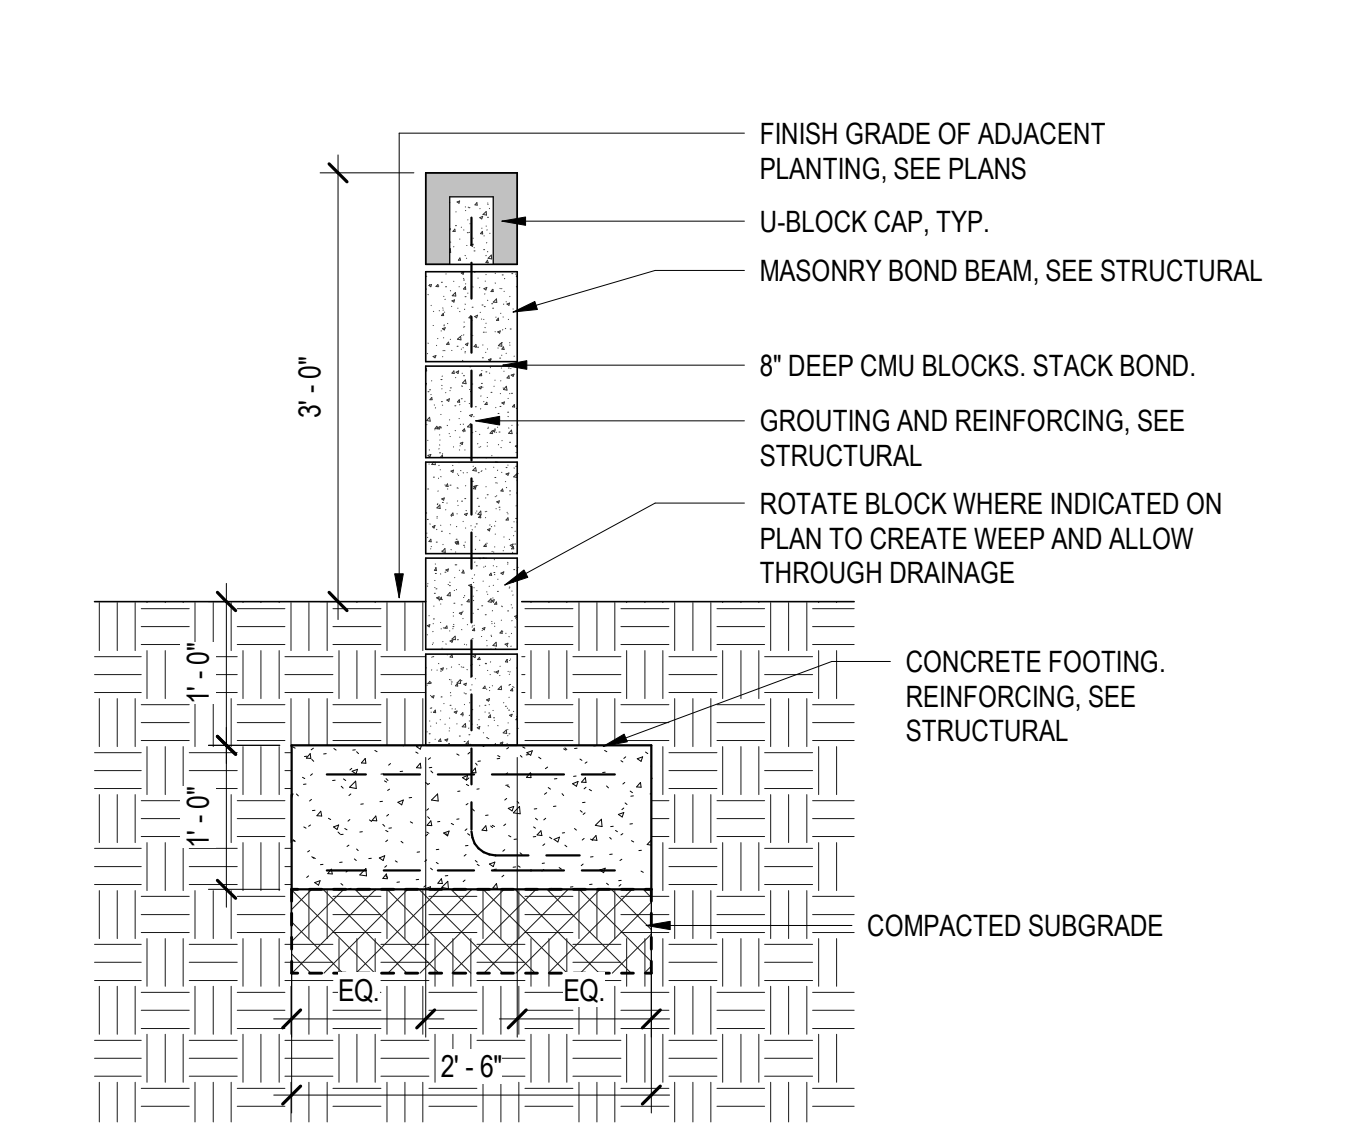 FINISH GRADE OF ADJACENT
PLANTING, SEE PLANS
U-BLOCK CAP, TYP.
MASONRY BOND BEAM, SEE STRUCTURAL
3' - 0"
8" DEEP CMU BLOCKS. STACK BOND.
GROUTING AND REINFORCING, SEE
STRUCTURAL
ROTATE BLOCK WHERE INDICATED ON
PLAN TO CREATE WEEP AND ALLOW
THROUGH DRAINAGE
1' - 0"
CONCRETE FOOTING.
REINFORCING, SEE
STRUCTURAL
1' - 0"
COMPACTED SUBGRADE
EQ.
EQ.
2' - 6"